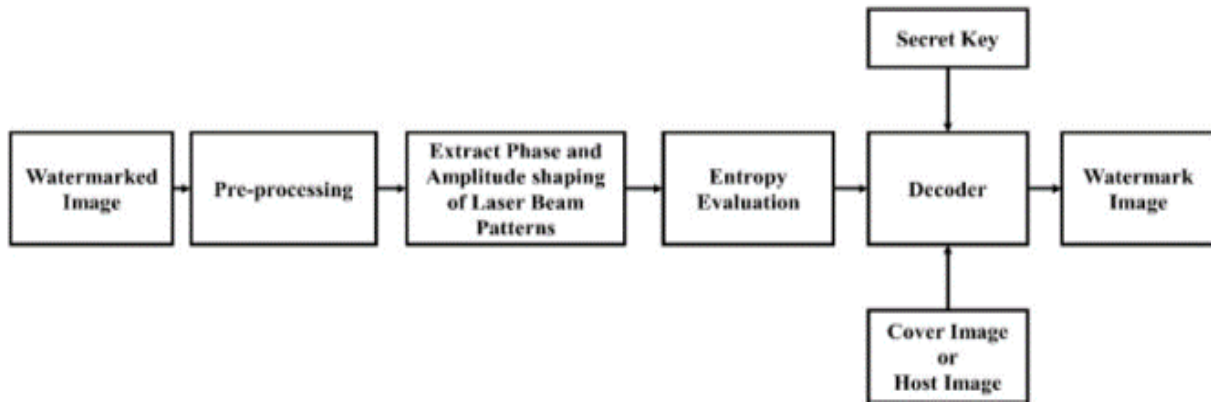 Secret Key
Watermarked
Image
Pre-processing
Extract Phase and
Amplitude shaping
of Laser Beam
Patterns
Entropy
Evaluation
Decoder
Watermark
Image
Cover Image
or
Host Image